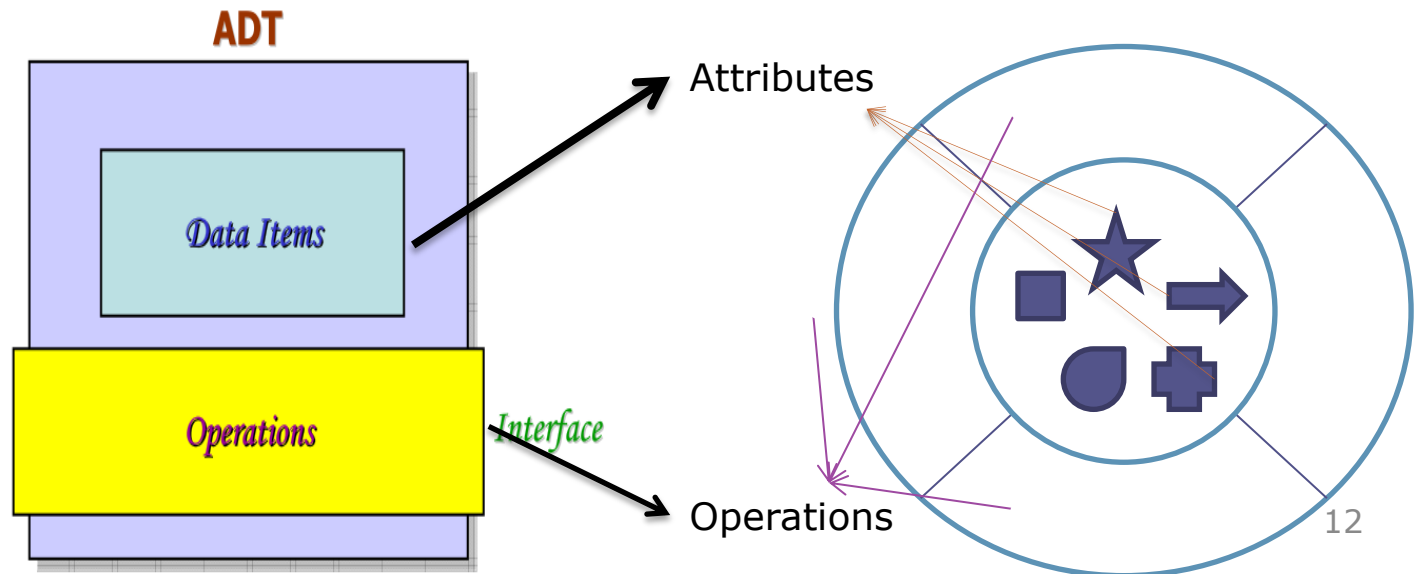 ADT
Attributes
Data Items
Operations
Interface
Operations
12